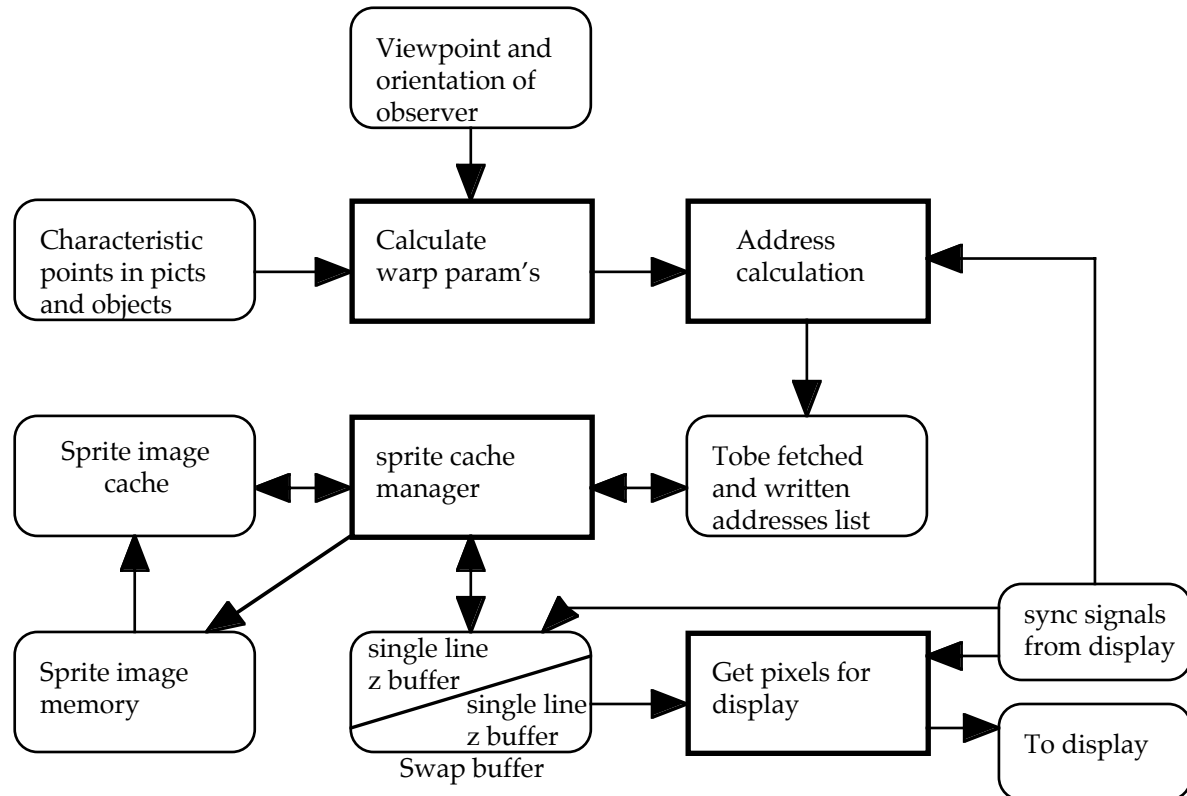 Viewpoint and
orientation of
observer
Characteristic
points in picts
and objects
Calculate
warp param's
Address
calculation
Sprite image
cache
sprite cache
manager
Tobe fetched
and written
addresses list
Sprite image
memory
single line
z buffer
single line
z buffer
Swap buffer
Get pixels for
display
sync signals
from display
To display